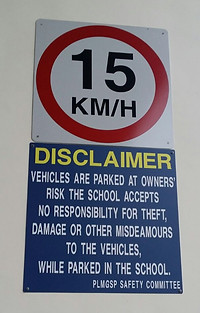 15
KM/H
DISCLAIMER
VEHICLES ARE PARKED AT OWNERS'
RISK THE SCHOOL ACCEPTS
NO RESPONSIBILITY FOR THEFT,
DAMAGE OR OTHER MISDEAMOURS
TO THE VEHICLES,
WHILE PARKED IN THE SCHOOL.
PLMGSP SAFETY COMMITTEE